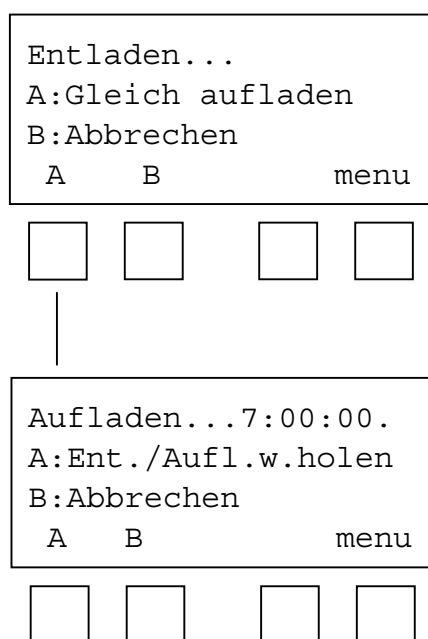 Entladen...
A:Gleich aufladen
B:Abbrechen
A B menu
Aufladen...7:00:00.
A:Ent./Aufl.w.holen
B:Abbrechen
A B menu